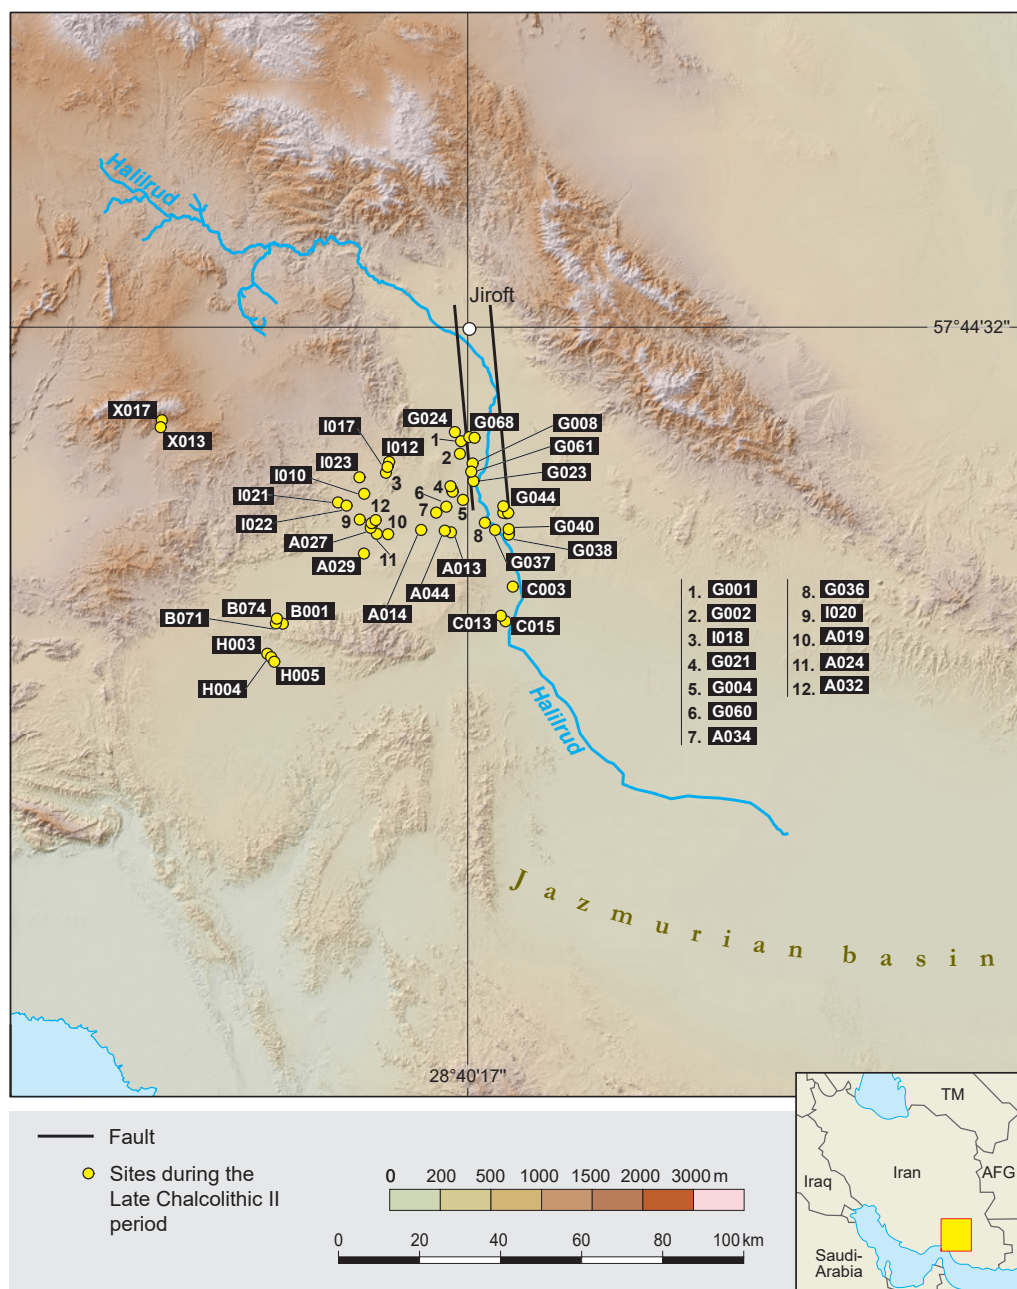 Halilrud
Jiroft
57°44'32"
X017
X013
G024
G068
I017
I012
G008
G061
I023
G023
I010
I021
I022
G044
A027
G040
A029
G038
A013
G037
A044
A014
C003
B074
B001
B071
C013
C015
H003
H005
H004
1
2
3
4
5
6
7
8
9
10
11
12
1. G001
2. G002
3. I018
4. G021
5. G004
6. G060
7. A034
8. G036
9. I020
10. A019
11. A024
12. A032
Halilrud
Jazmurian basin
28°40'17"
Fault
Sites during the
Late Chalcolithic II
period
0 200 500 1000 1500 2000 3000 m
0 20 40 60 80 100 km
TM
Iran
AFG
Iraq
Saudi-
Arabia